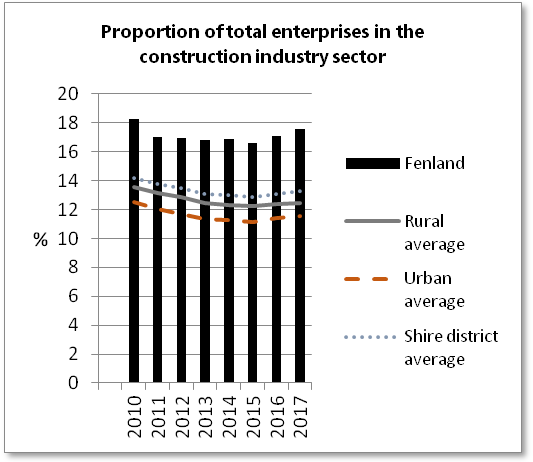 Proportion of total enterprises in the
construction industry sector
20
18
16
14
12
10
8
6
4
2
0
%
2010
2011
2012
2013
2014
2015
2016
2017
Fenland
Rural
average
Urban
average
Shire district
average